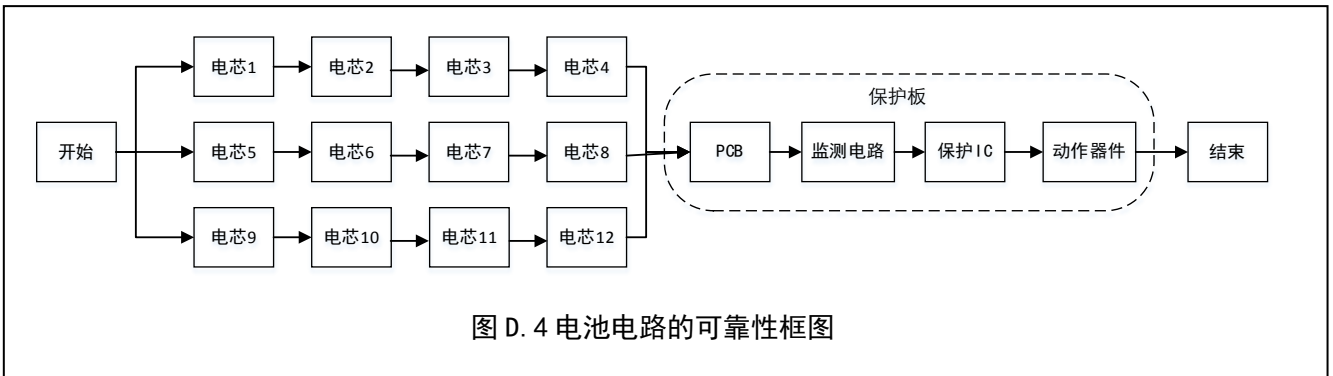 电芯1 电芯2 电芯3 电芯4
保护板
开始 电芯5 电芯6 电芯7 电芯8 PCB 监测电路 保护IC 动作器件 结束
电芯9 电芯10 电芯11 电芯12
图 D.4 电池电路的可靠性框图